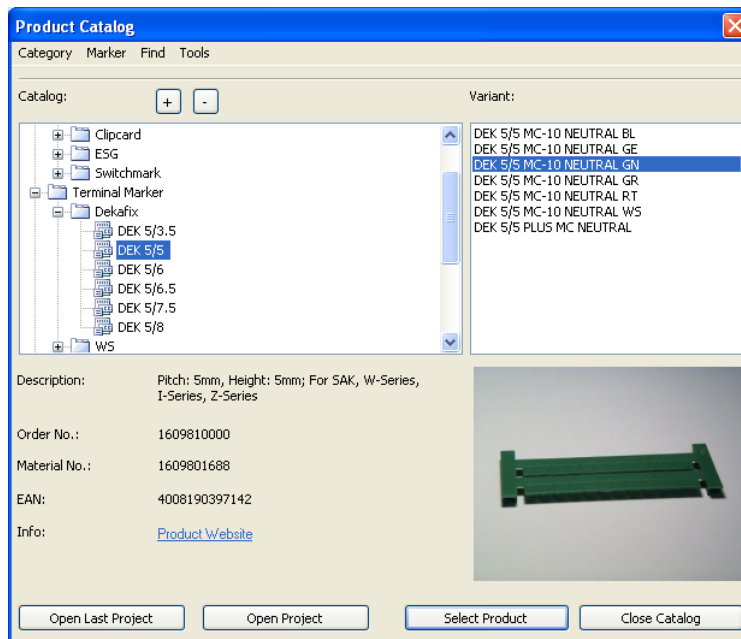 Product Catalog
Category Marker Find Tools
Catalog:
+ -
Variant:
Clipcard
ESG
Switchmark
Terminal Marker
Dekafix
DEK 5/3.5
DEK 5/5
DEK 5/6
DEK 5/6.5
DEK 5/7.5
DEK 5/8
WS
DEK 5/5 MC-10 NEUTRAL BL
DEK 5/5 MC-10 NEUTRAL GE
DEK 5/5 MC-10 NEUTRAL GN
DEK 5/5 MC-10 NEUTRAL GR
DEK 5/5 MC-10 NEUTRAL RT
DEK 5/5 MC-10 NEUTRAL WS
DEK 5/5 PLUS MC NEUTRAL
Description: Pitch: 5mm, Height: 5mm; For SAK, W-Series,
I-Series, Z-Series
Order No.: 1609810000
Material No.: 1609801688
EAN: 4008190397142
Info: Product Website
Open Last Project Open Project Select Product Close Catalog